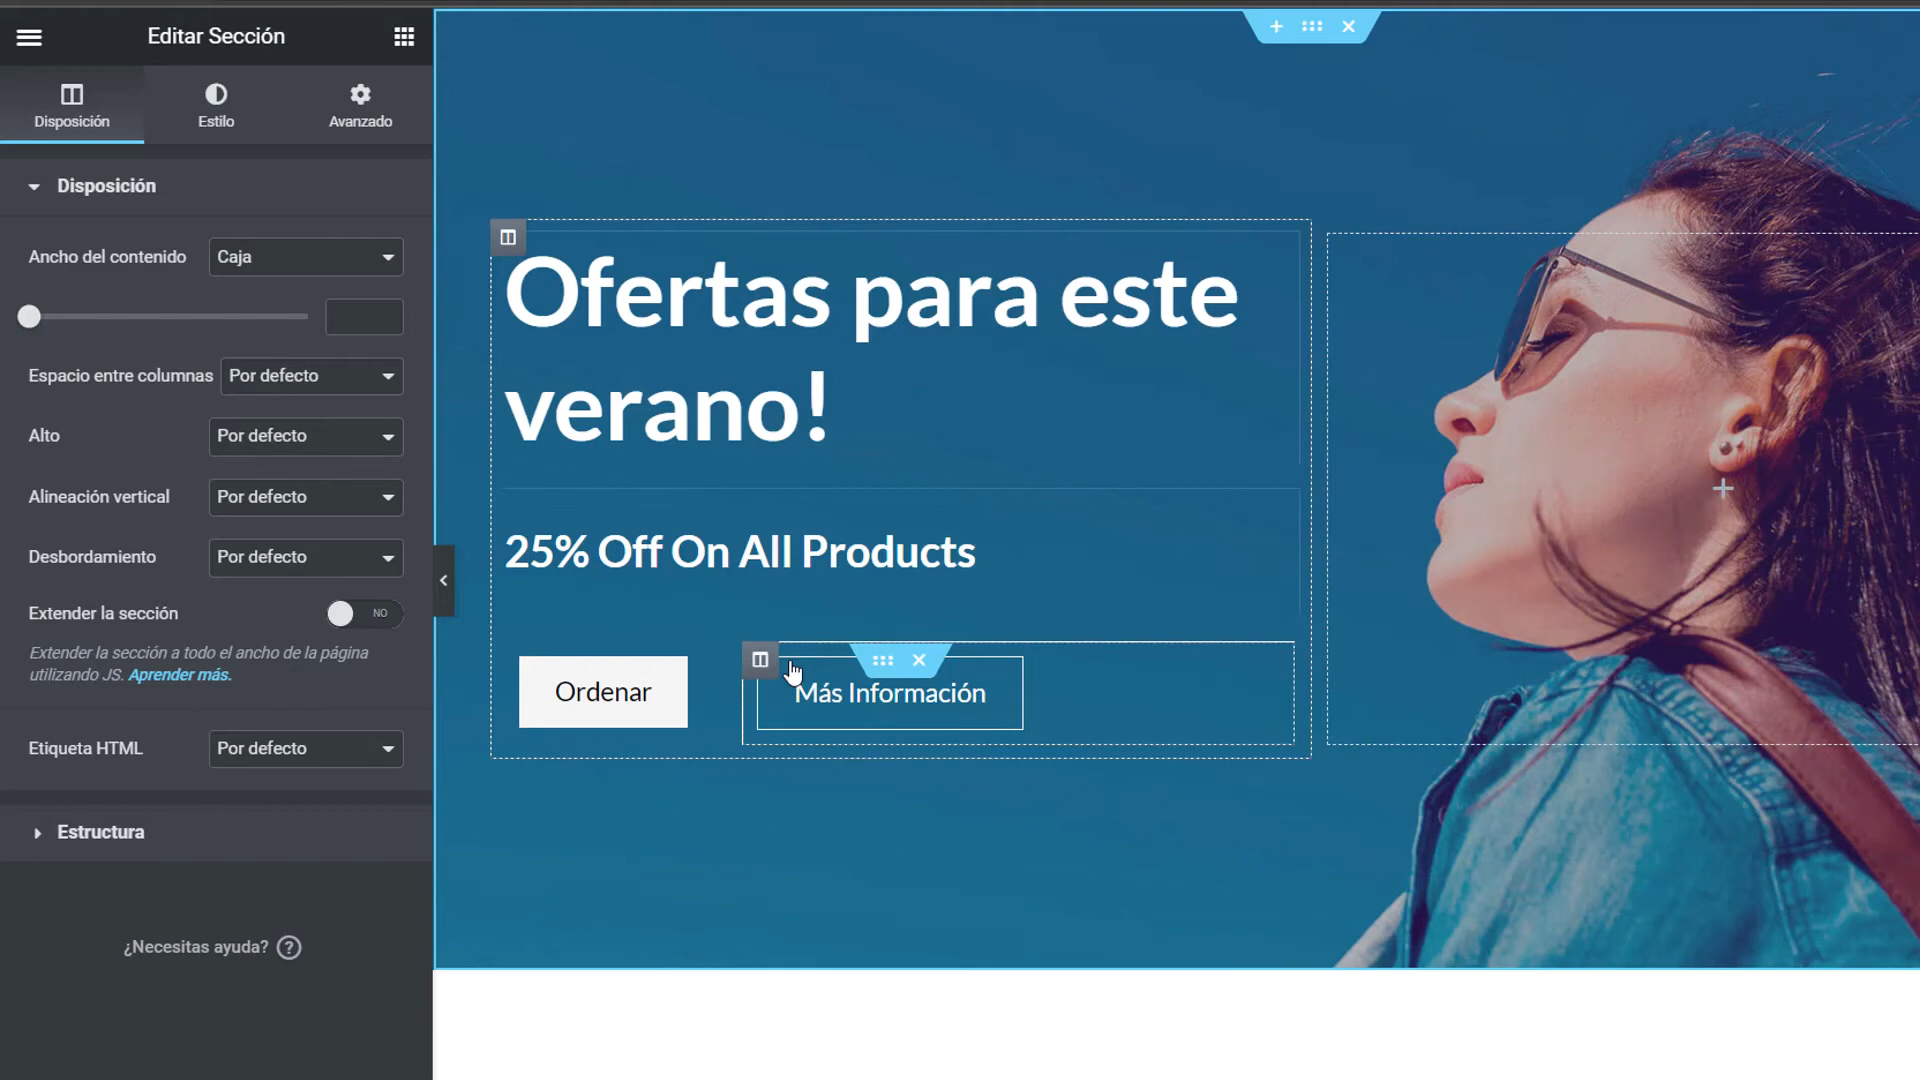 Editar Sección
Disposición
Estilo
Avanzado
Disposición
Ancho del contenido
Caja
Espacio entre columnas
Por defecto
Alto
Por defecto
Alineación vertical
Por defecto
Desbordamiento
Por defecto
Extender la sección
NO
Extender la sección a todo el ancho de la página
utilizando JS. Aprender más.
Etiqueta HTML
Por defecto
Estructura
¿Necesitas ayuda?
Ofertas para este
verano!
25% Off On All Products
Ordenar
Más Información